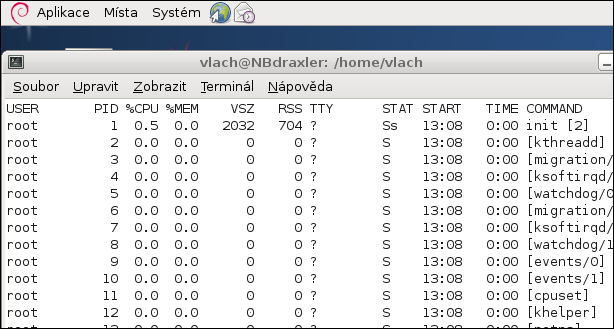 Aplikace Místa Systém
vlach@NBdraxler: /home/vlach
Soubor Upravit Zobrazit Terminál Nápověda
USER PID %CPU %MEM VSZ RSS TTY STAT START TIME COMMAND
root 1 0.5 0.0 2032 704 ? Ss 13:08 0:00 init [2]
root 2 0.0 0.0 0 0 ? S 13:08 0:00 [kthreadd]
root 3 0.0 0.0 0 0 ? S 13:08 0:00 [migration/
root 4 0.0 0.0 0 0 ? S 13:08 0:00 [ksoftirqd/
root 5 0.0 0.0 0 0 ? S 13:08 0:00 [watchdog/0
root 6 0.0 0.0 0 0 ? S 13:08 0:00 [migration/
root 7 0.0 0.0 0 0 ? S 13:08 0:00 [ksoftirqd/
root 8 0.0 0.0 0 0 ? S 13:08 0:00 [watchdog/1
root 9 0.0 0.0 0 0 ? S 13:08 0:00 [events/0]
root 10 0.0 0.0 0 0 ? S 13:08 0:00 [events/1]
root 11 0.0 0.0 0 0 ? S 13:08 0:00 [cpuset]
root 12 0.0 0.0 0 0 ? S 13:08 0:00 [khelper]